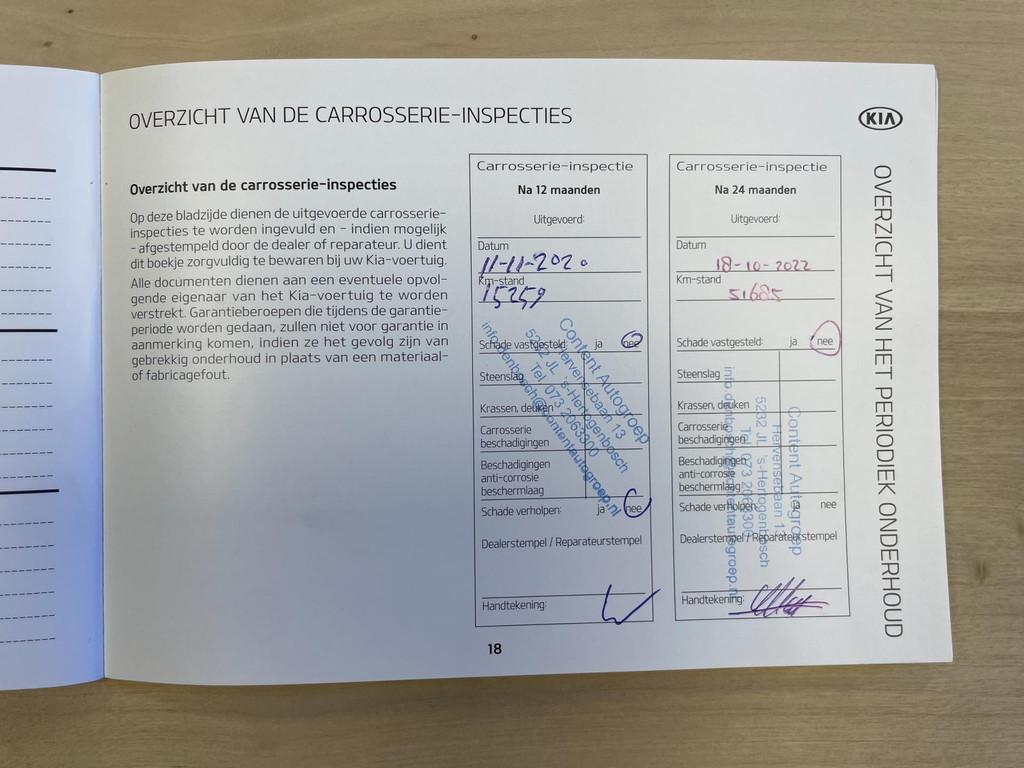 OVERZICHT VAN DE CARROSSERIE-INSPECTIES
KIA
OVERZICHT VAN HET PERIODIEK ONDERHOUD
Overzicht van de carrosserie-inspecties
Op deze bladzijde dienen de uitgevoerde carrosserie-
inspecties te worden ingevuld en - indien mogelijk
- afgestempeld door de dealer of reparateur. U dient
dit boekje zorgvuldig te bewaren bij uw Kia-voertuig.
Alle documenten dienen aan een eventuele opvol-
gende eigenaar van het Kia-voertuig te worden
verstrekt. Garantieberoepen die tijdens de garantie-
periode worden gedaan, zullen niet voor garantie in
aanmerking komen, indien ze het gevolg zijn van
gebrekkig onderhoud in plaats van een materiaal-
of fabricagefout.
Carrosserie-inspectie
Na 12 maanden
Uitgevoerd:
Datum
11-11-2020
Km-stand
15259
Schade vastgesteld: ja nee
Steenslag
Krassen, deuken
Carrosserie
beschadigingen
Beschadigingen
anti-corrosie
beschermlaag
Schade verholpen: ja nee
Dealerstempel / Reparateurstempel
Handtekening:
Content Autogroep
Hervensebaan 13
5232 JL 's-Hertogenbosch
Tel. 073 2063300
info.denbosch@contentautogroep.nl
Carrosserie-inspectie
Na 24 maanden
Uitgevoerd:
Datum
18-10-2022
Km-stand
51685
Schade vastgesteld: ja nee
Steenslag
Krassen, deuken
Carrosserie
beschadigingen
Beschadigingen
anti-corrosie
beschermlaag
Schade verholpen: ja nee
Dealerstempel / Reparateurstempel
Handtekening:
Content Autogroep
Hervensebaan 13
5232 JL 's-Hertogenbosch
Tel. 073 2063300
info.denbosch@contentautogroep.nl
18